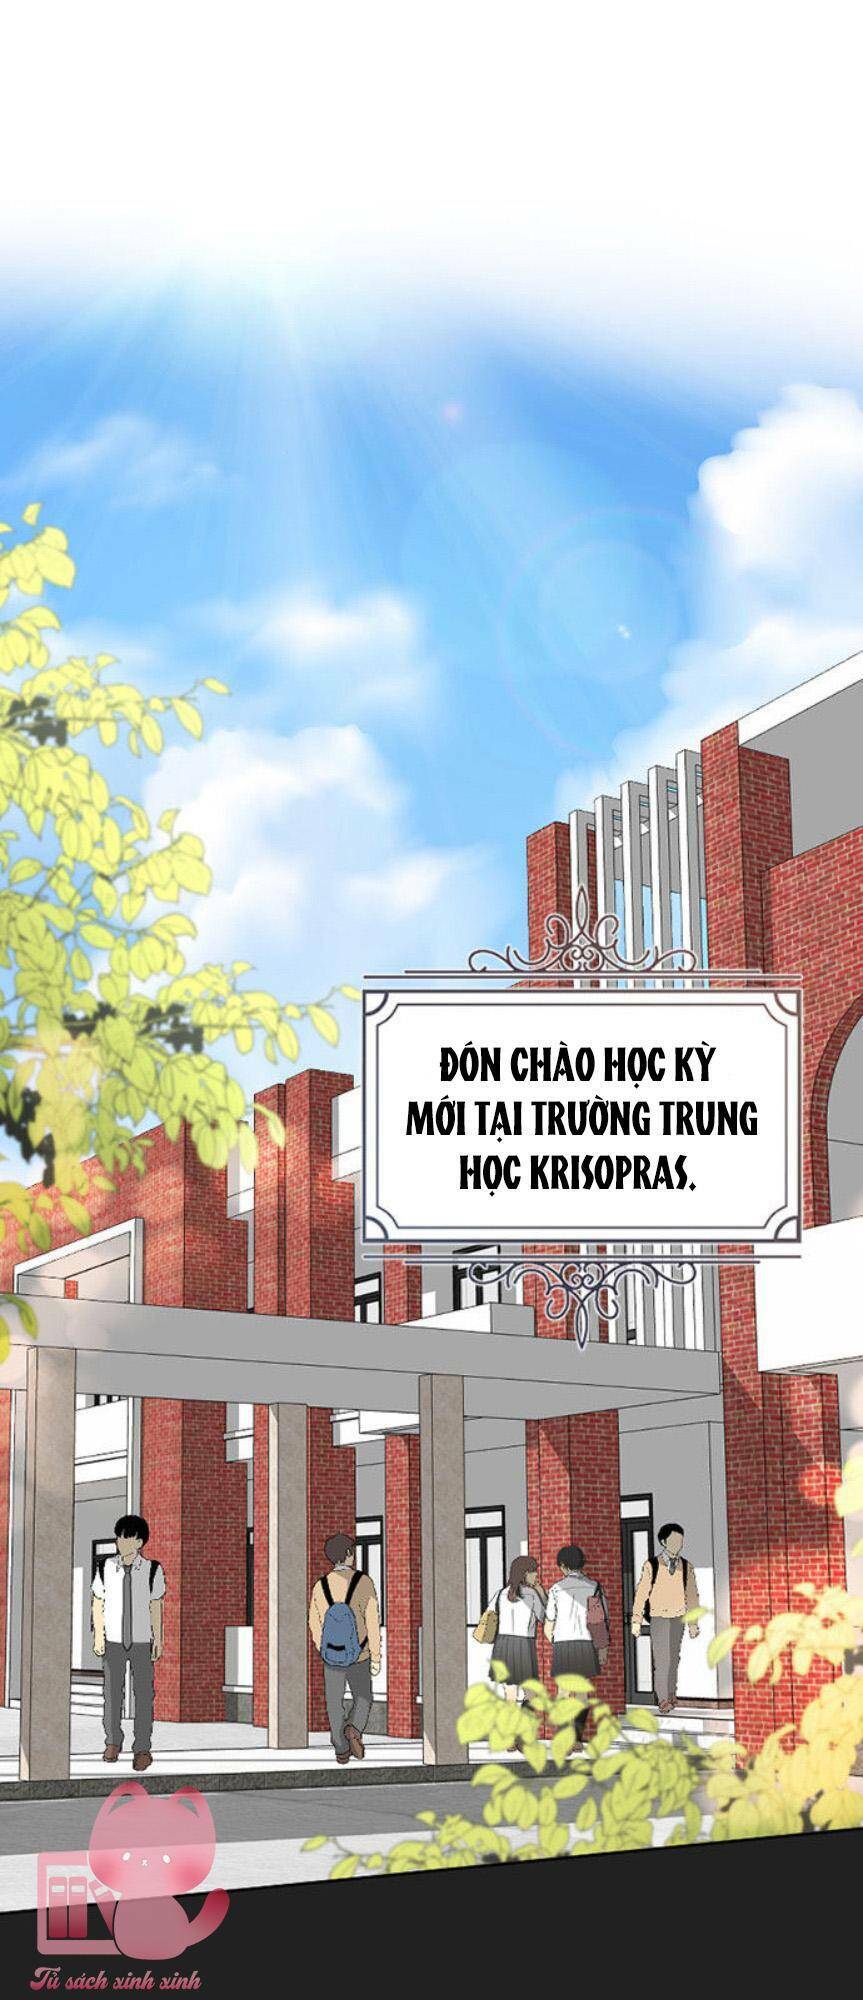 ĐÓN CHÀO HỌC KỲ
MỚI TẠI TRƯỜNG TRUNG
HỌC KRISOPRAS.
Tủ sách xinh xinh